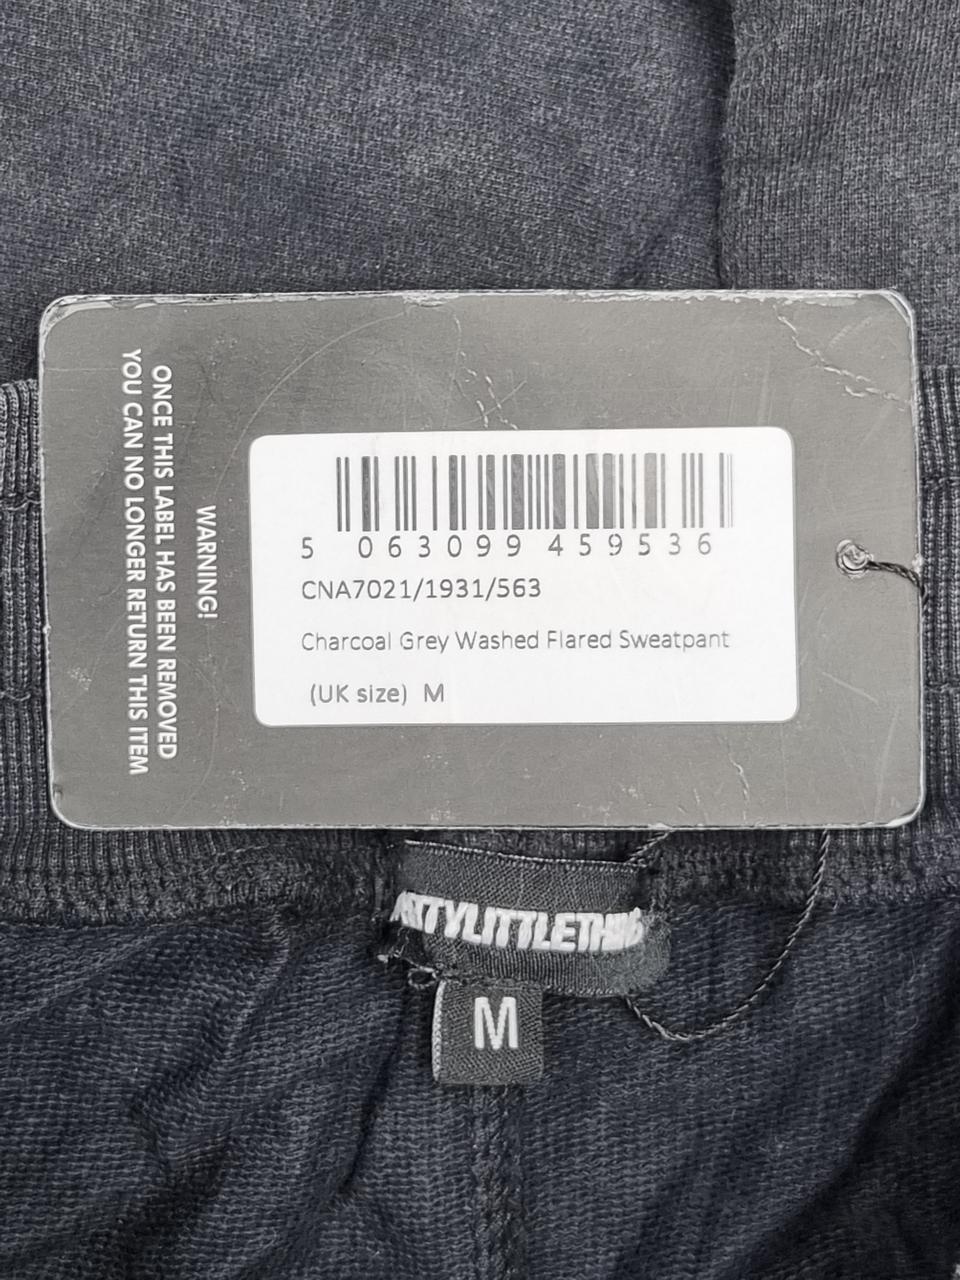 WARNING!
ONCE THIS LABEL HAS BEEN REMOVED
YOU CAN NO LONGER RETURN THIS ITEM
5 063099 459536
CNA7021/1931/563
Charcoal Grey Washed Flared Sweatpant
(UK size) M
M